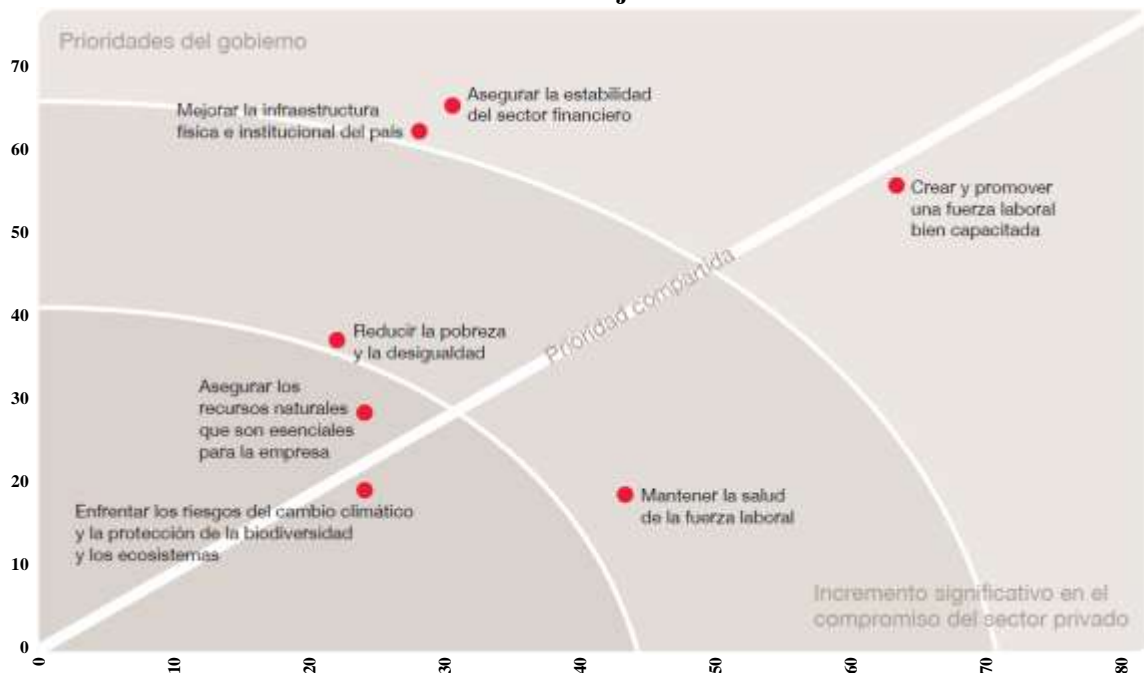 Prioridades del gobierno
70
Asegurar la estabilidad
del sector financiero
Mejorar la infraestructura
física e institucional del país
60
Crear y promover
una fuerza laboral
bien capacitada
50
Prioridad compartida
40
Reducir la pobreza
y la desigualdad
Asegurar los
recursos naturales
que son esenciales
para la empresa
30
20
Mantener la salud
de la fuerza laboral
Enfrentar los riesgos del cambio climático
y la protección de la biodiversidad
y los ecosistemas
10
Incremento significativo en el
compromiso del sector privado
0
0 10 20 30 40 50 60 70 80